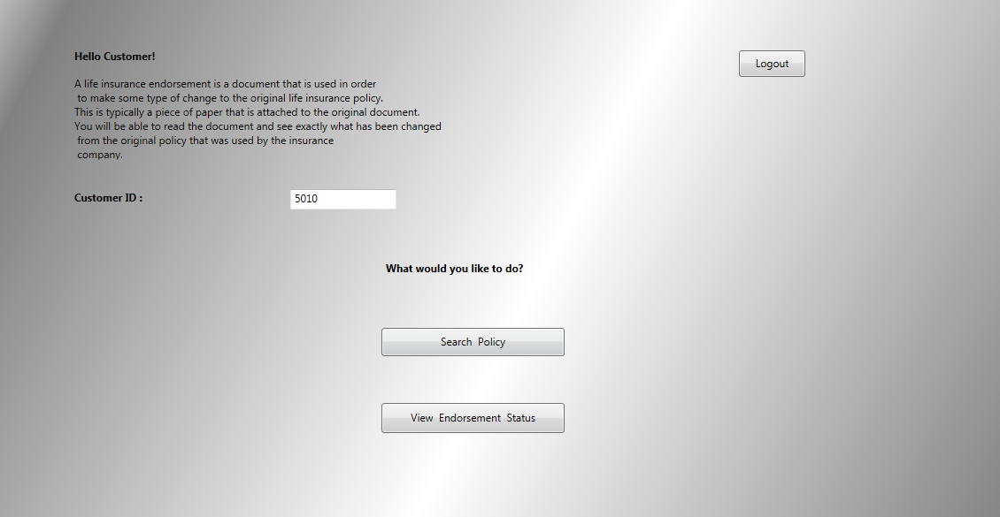 Hello Customer!
Logout
A life insurance endorsement is a document that is used in order
to make some type of change to the original life insurance policy.
This is typically a piece of paper that is attached to the original document.
You will be able to read the document and see exactly what has been changed
from the original policy that was used by the insurance
company.
Customer ID : 5010
What would you like to do?
Search Policy
View Endorsement Status